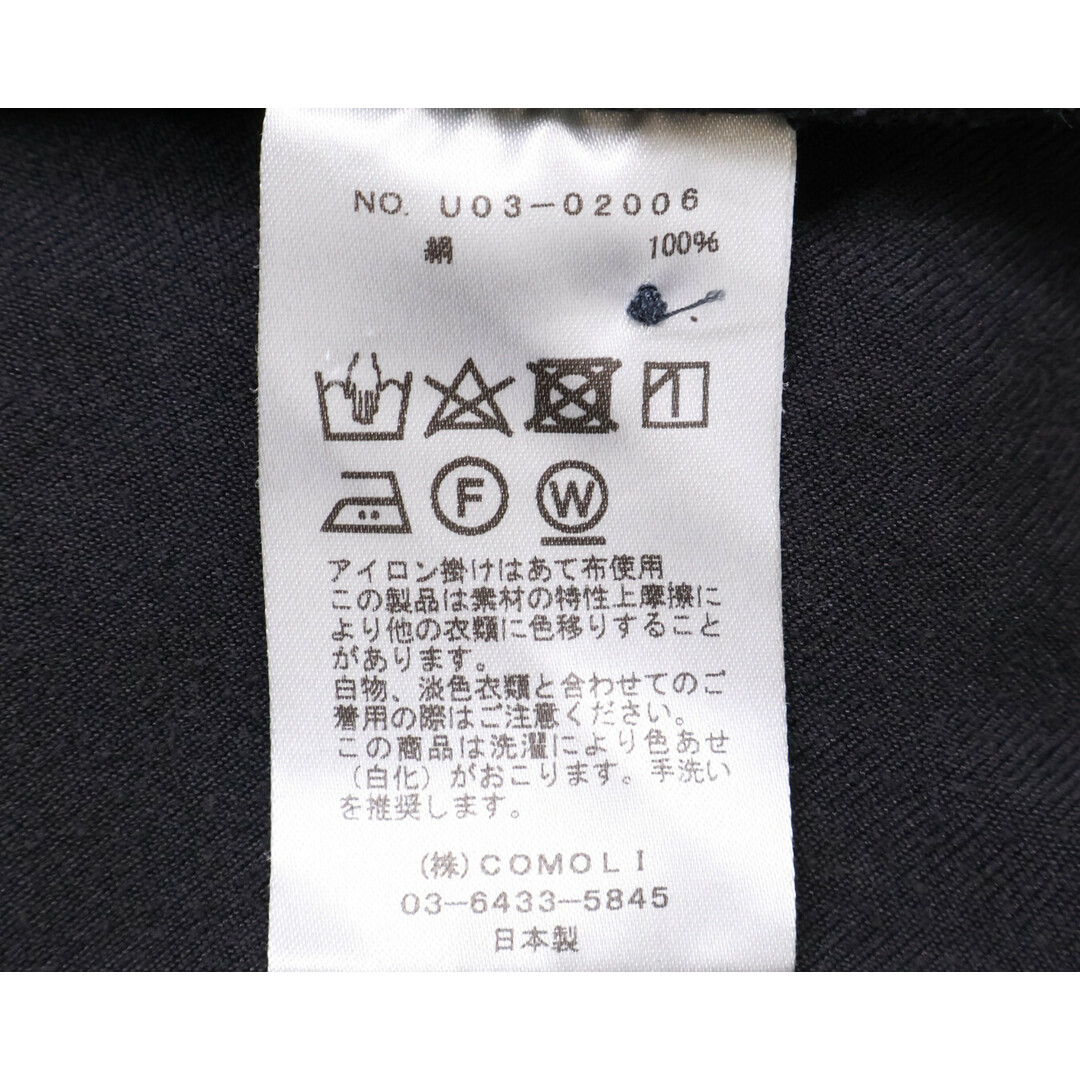 NO. U03-02006
絹 100%
F W
アイロン掛けはあて布使用
この製品は素材の特性上摩擦に
より他の衣類に色移りすること
があります。
白物、淡色衣類と合わせてのご
着用の際はご注意ください。
この商品は洗濯により色あせ
(白化)がおこります。手洗い
を推奨します。
(株)COMOLI
03-6433-5845
日本製